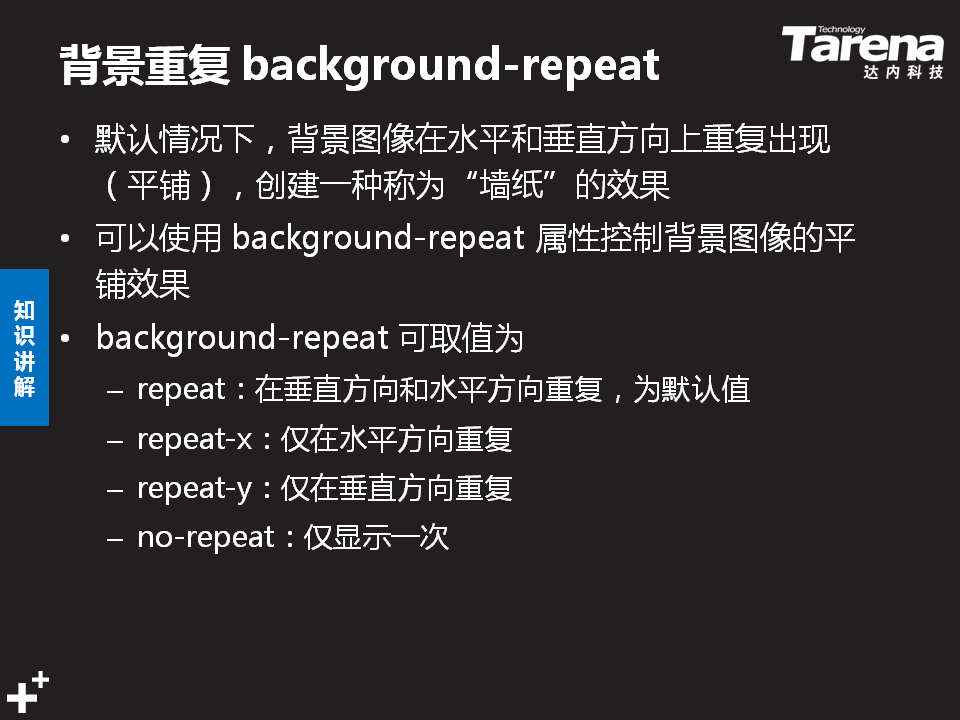 背景重复 background-repeat
Technology
Tarena
达内科技
• 默认情况下，背景图像在水平和垂直方向上重复出现
（平铺），创建一种称为“墙纸”的效果
• 可以使用 background-repeat 属性控制背景图像的平
铺效果
• background-repeat 可取值为
– repeat：在垂直方向和水平方向重复，为默认值
– repeat-x：仅在水平方向重复
– repeat-y：仅在垂直方向重复
– no-repeat：仅显示一次
知
识
讲
解